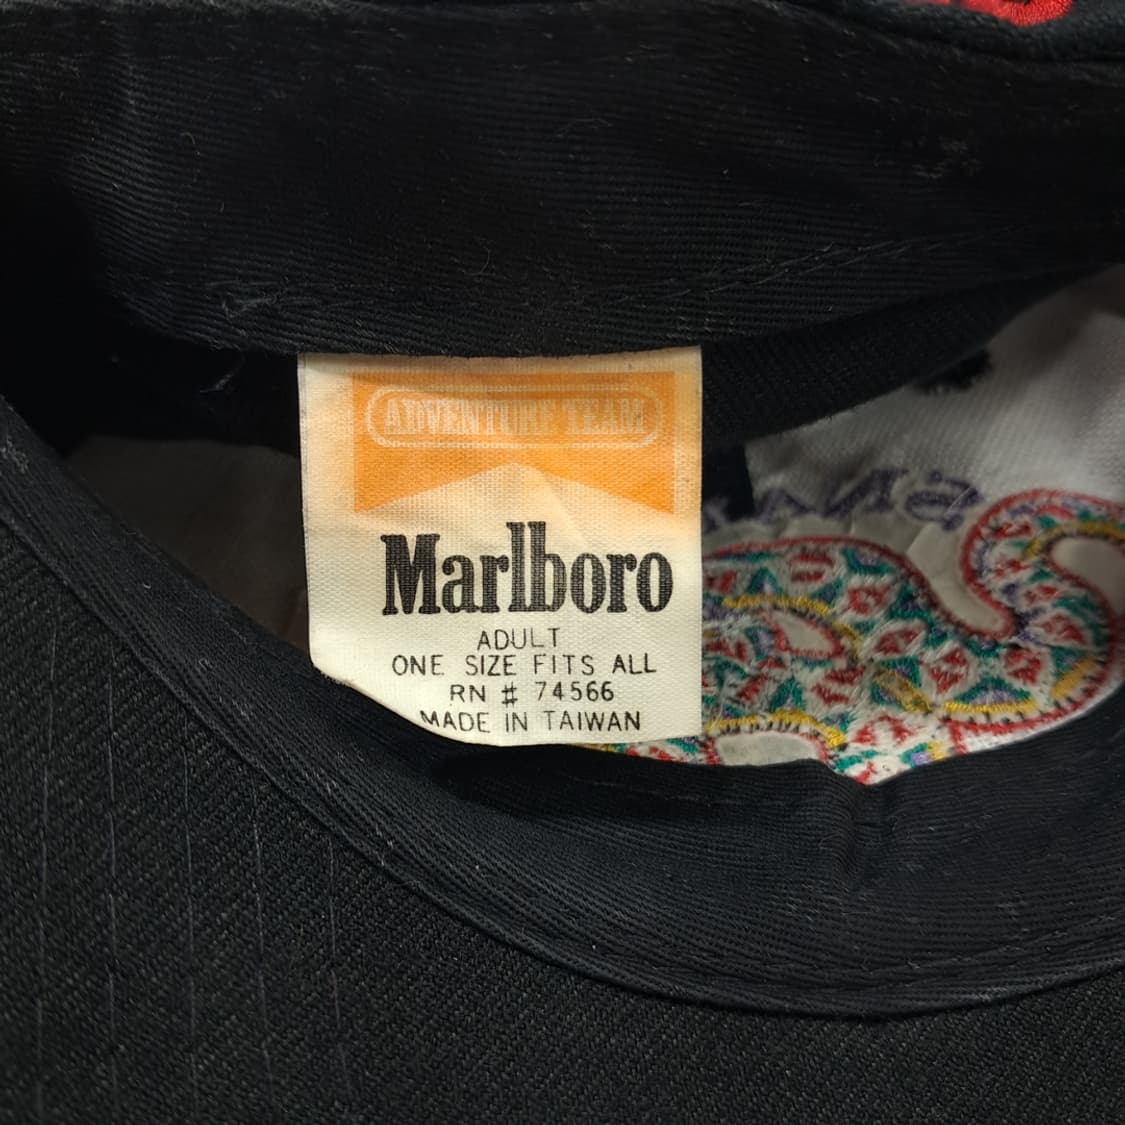 ADVENTURE TEAM
Marlboro
ADULT
ONE SIZE FITS ALL
RN # 74566
MADE IN TAIWAN